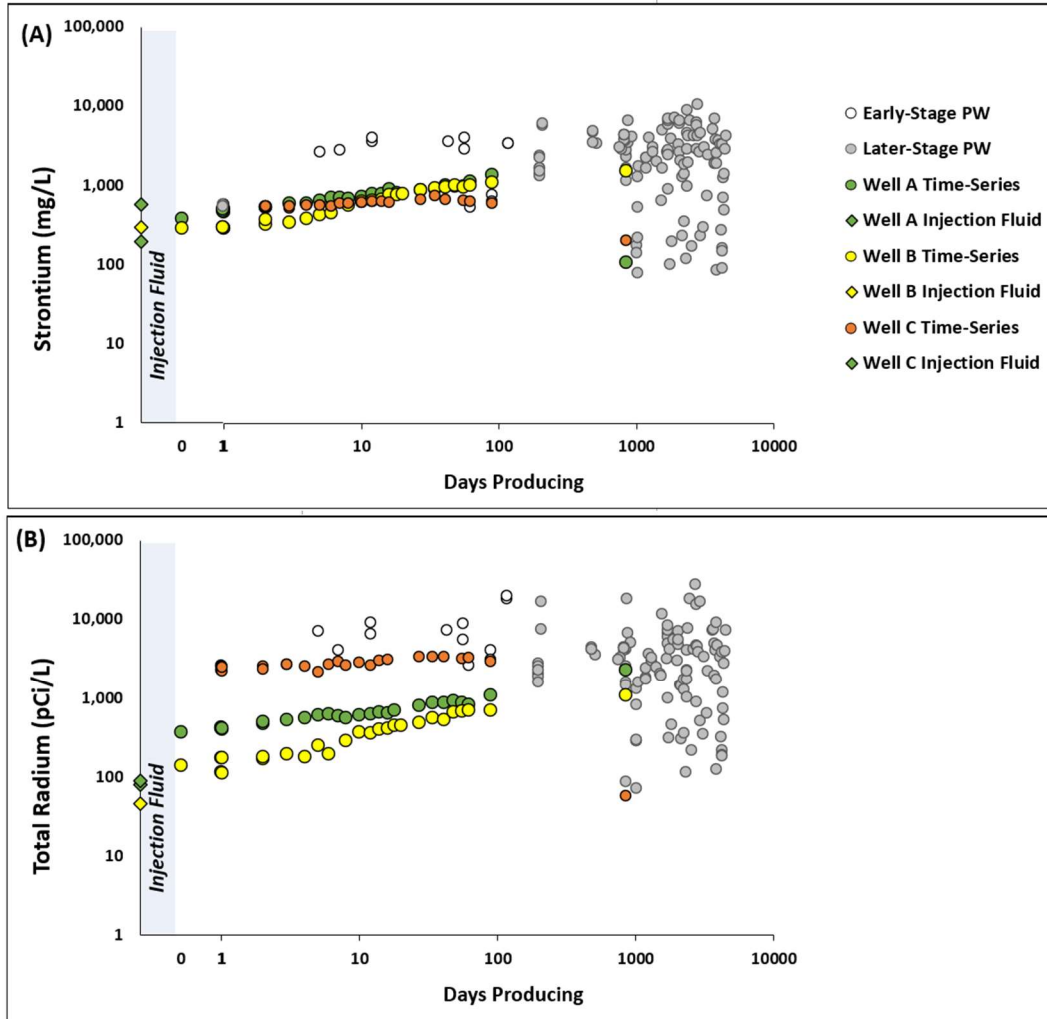 (A)
100,000
10,000
1,000
100
10
1
Strontium (mg/L)
Injection Fluid
0
1
10
100
1000
10000
Days Producing
Early-Stage PW
Later-Stage PW
Well A Time-Series
Well A Injection Fluid
Well B Time-Series
Well B Injection Fluid
Well C Time-Series
Well C Injection Fluid
(B)
100,000
10,000
1,000
100
10
1
Total Radium (pCi/L)
Injection Fluid
0
1
10
100
1000
10000
Days Producing